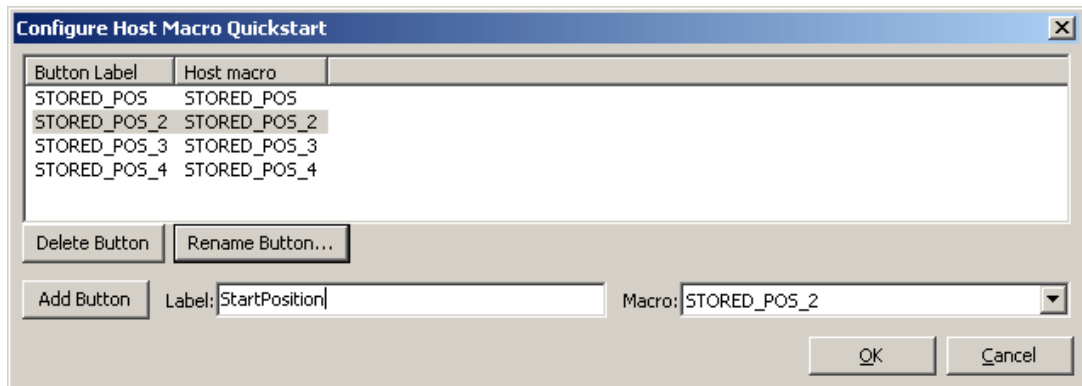 Configure Host Macro Quickstart
Button Label Host macro
STORED_POS STORED_POS
STORED_POS_2 STORED_POS_2
STORED_POS_3 STORED_POS_3
STORED_POS_4 STORED_POS_4
Delete Button Rename Button...
Add Button Label: StartPosition Macro: STORED_POS_2
OK Cancel